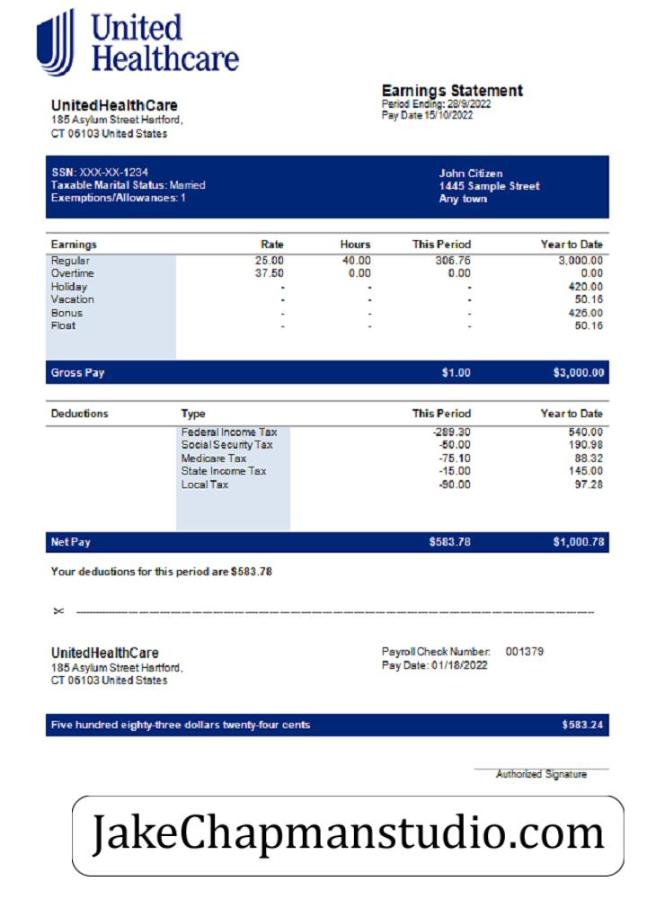 United
Healthcare
Earnings Statement
Period Ending: 28/9/2022
Pay Date 15/10/2022
UnitedHealthCare
185 Asylum Street Hartford,
CT 06103 United States
SSN: XXX-XX-1234
Taxable Marital Status: Married
Exemptions/Allowances: 1
John Citizen
1445 Sample Street
Any town
Earnings Rate Hours This Period Year to Date
Regular 25.00 40.00 306.76 3,000.00
Overtime 37.50 0.00 0.00 0.00
Holiday - - - 420.00
Vacation - - - 50.16
Bonus - - - 426.00
Float - - - 50.16
Gross Pay $1.00 $3,000.00
Deductions Type This Period Year to Date
Federal Income Tax -289.30 540.00
Social Security Tax -50.00 190.98
Medicare Tax -75.10 88.32
State Income Tax -15.00 145.00
Local Tax -90.00 97.28
Net Pay $583.78 $1,000.78
Your deductions for this period are $583.78
UnitedHealthCare
185 Asylum Street Hartford,
CT 06103 United States
Payroll Check Number: 001379
Pay Date: 01/18/2022
Five hundred eighty-three dollars twenty-four cents $583.24
Authorized Signature
JakeChapmanstudio.com